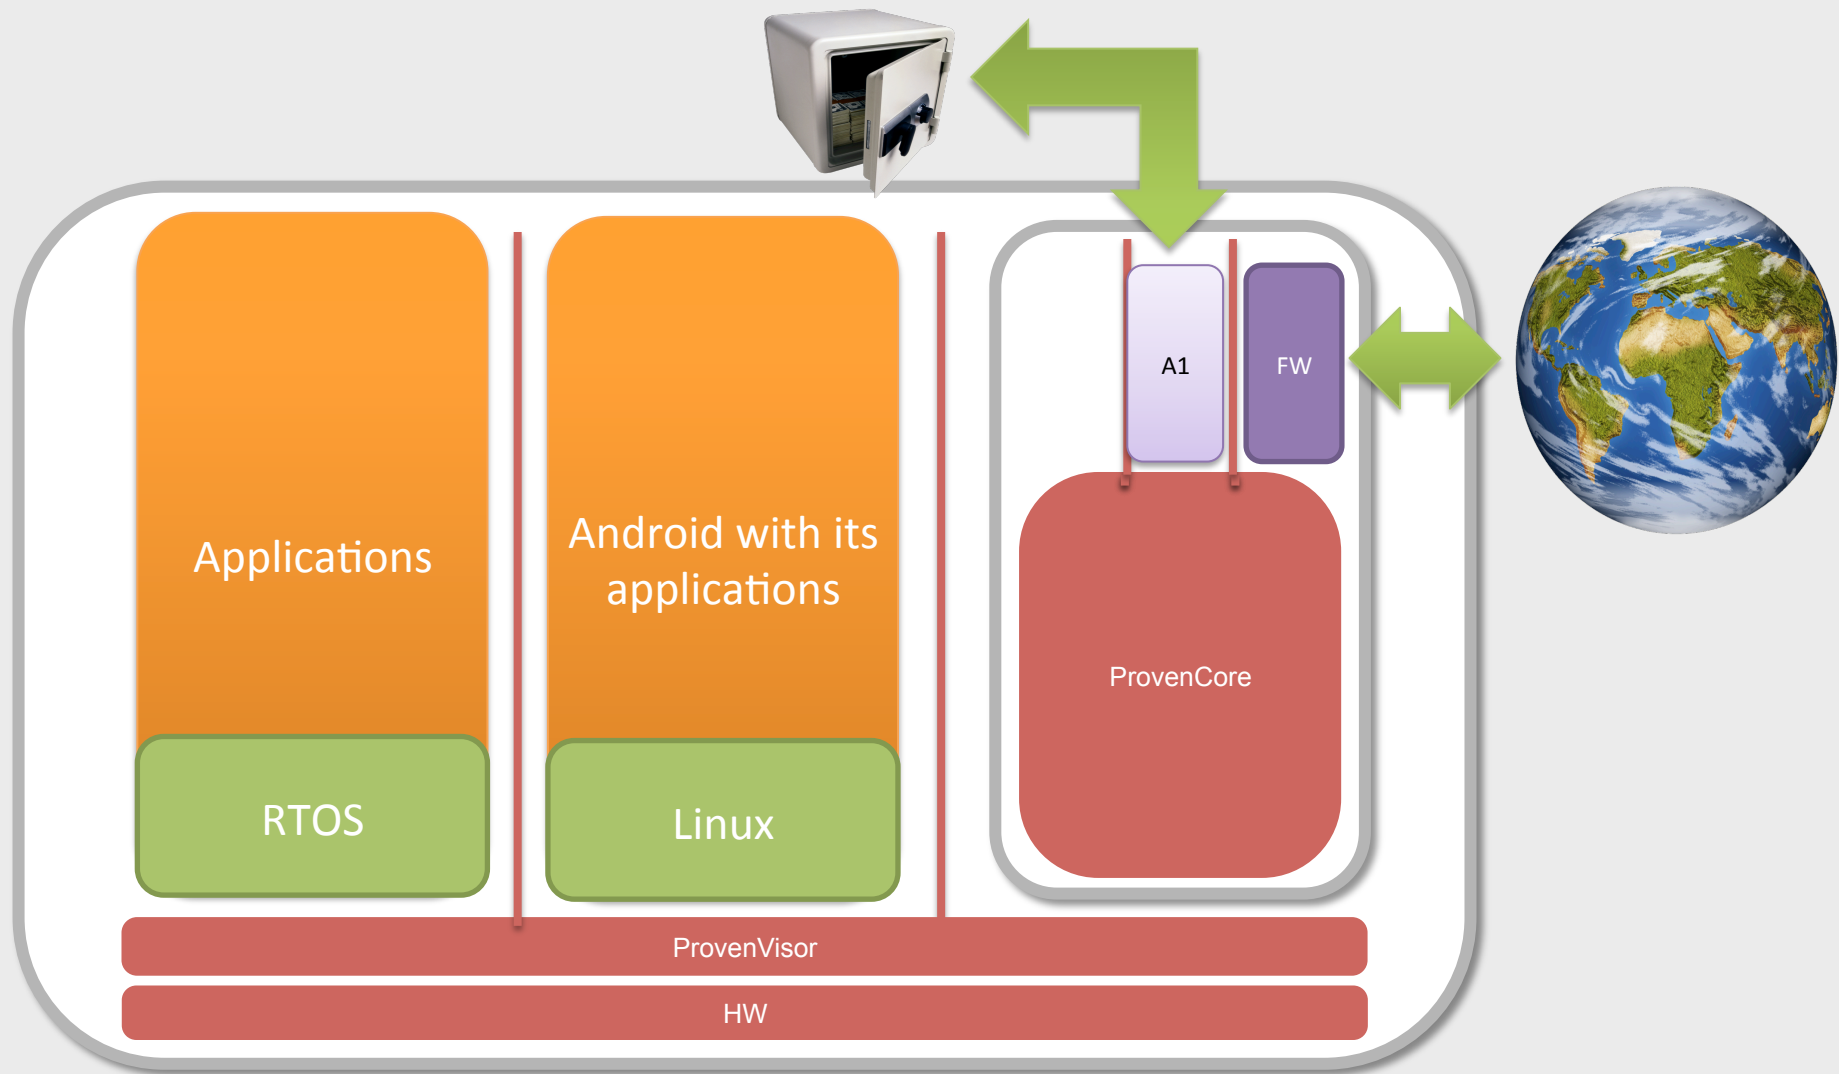 A1
FW
Applications
Android with its
applications
ProvenCore
RTOS
Linux
ProvenVisor
HW